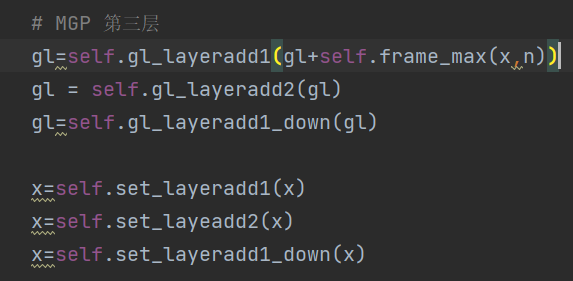 # MGP 第三层
gl=self.gl_layeradd1(gl+self.frame_max(x,n))
gl = self.gl_layeradd2(gl)
gl=self.gl_layeradd1_down(gl)
x=self.set_layeradd1(x)
x=self.set_layeadd2(x)
x=self.set_layeradd1_down(x)